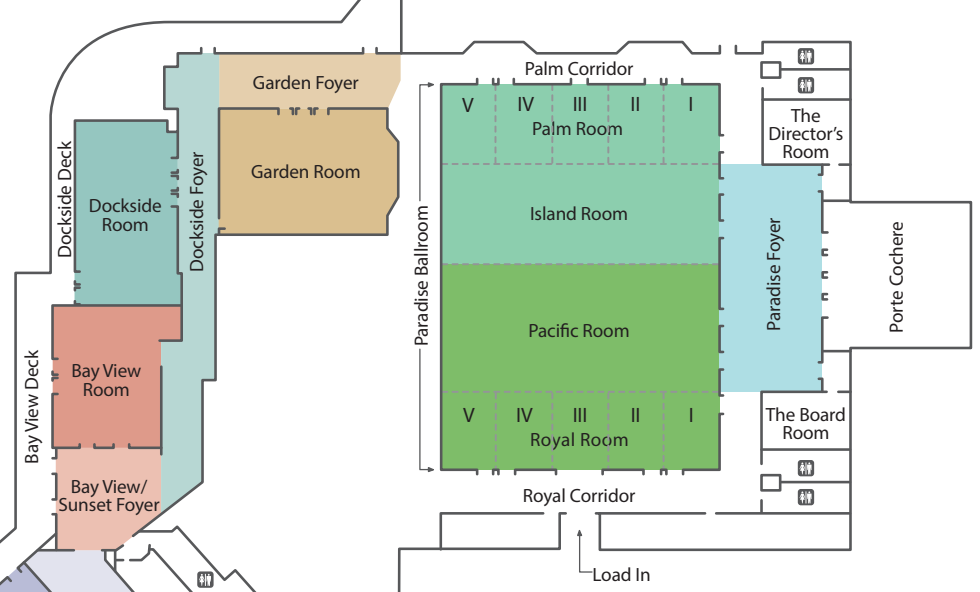 Palm Corridor
Garden Foyer
V IV III II I
Palm Room
The
Director's
Room
Dockside Deck
Dockside
Room
Dockside Foyer
Garden Room
Paradise Ballroom
Island Room
Paradise Foyer
Porte Cochere
Pacific Room
Bay View Deck
Bay View
Room
V IV III II I
Royal Room
The Board
Room
Bay View/
Sunset Foyer
Royal Corridor
Load In